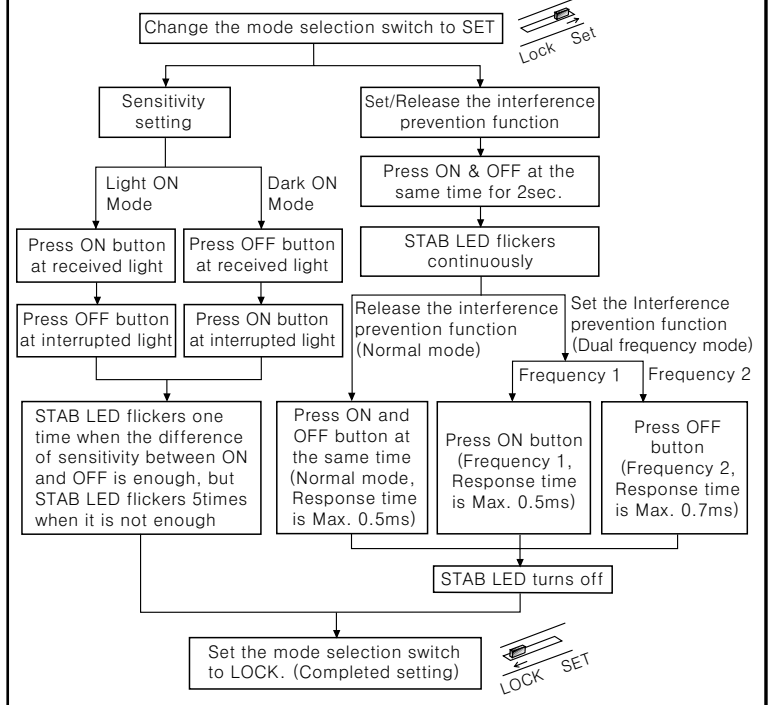 Change the mode selection switch to SET
Lock Set
Sensitivity
setting
Set/Release the interference
prevention function
Light ON
Mode
Dark ON
Mode
Press ON & OFF at the
same time for 2sec.
Press ON button
at received light
Press OFF button
at received light
STAB LED flickers
continuously
Press OFF button
at interrupted light
Press ON button
at interrupted light
Release the interference
prevention function
(Normal mode)
Set the Interference
prevention function
(Dual frequency mode)
Frequency 1
Frequency 2
STAB LED flickers one
time when the difference
of sensitivity between ON
and OFF is enough, but
STAB LED flickers 5times
when it is not enough
Press ON and
OFF button at
the same time
(Normal mode,
Response time
is Max. 0.5ms)
Press ON button
(Frequency 1,
Response time
is Max. 0.5ms)
Press OFF
button
(Frequency 2,
Response time
is Max. 0.7ms)
STAB LED turns off
Set the mode selection switch
to LOCK. (Completed setting)
LOCK SET